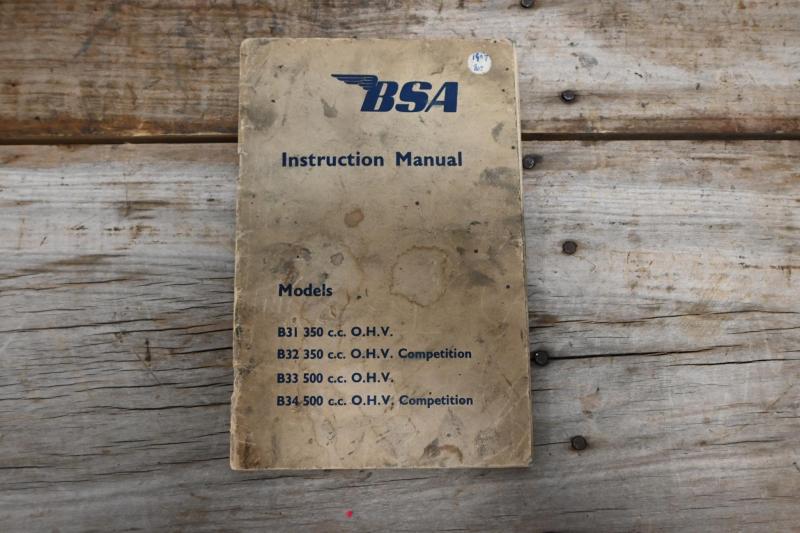 BSA
Instruction Manual
Models
B31 350 c.c. O.H.V.
B32 350 c.c. O.H.V. Competition
B33 500 c.c. O.H.V.
B34 500 c.c. O.H.V. Competition